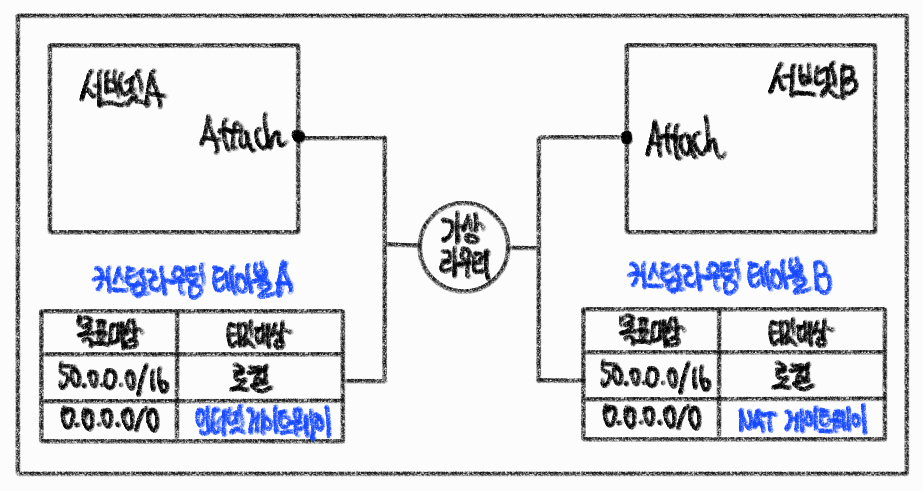 서브넷A
Attach
서브넷B
Attach
가상
라우터
커스텀라우팅 테이블A
목표대상 타깃대상
50.0.0.0/16 로컬
0.0.0.0/0 인터넷게이트웨이
커스텀라우팅 테이블B
목표대상 타깃대상
50.0.0.0/16 로컬
0.0.0.0/0 NAT 게이트웨이